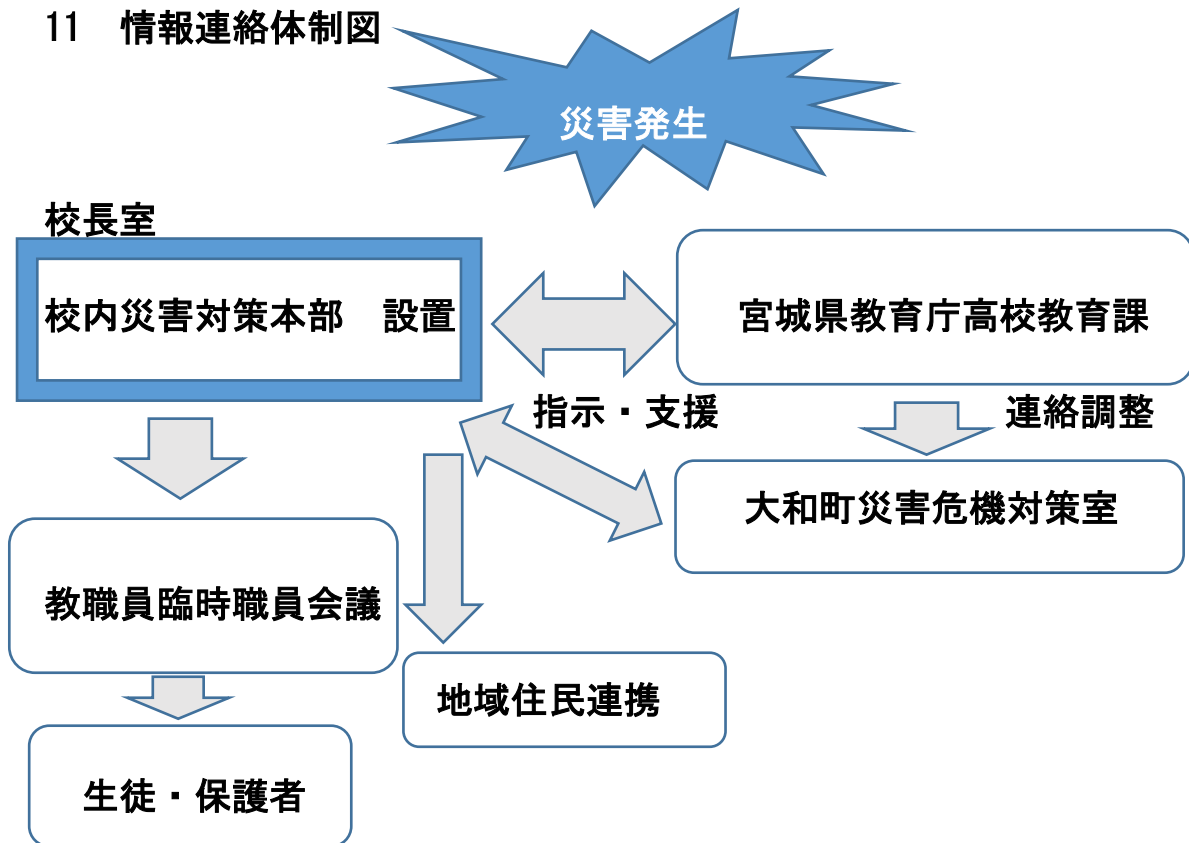 11　情報連絡体制図
災害発生
校長室
校内災害対策本部　設置
宮城県教育庁高校教育課
指示・支援
連絡調整
大和町災害危機対策室
教職員臨時職員会議
地域住民連携
生徒・保護者